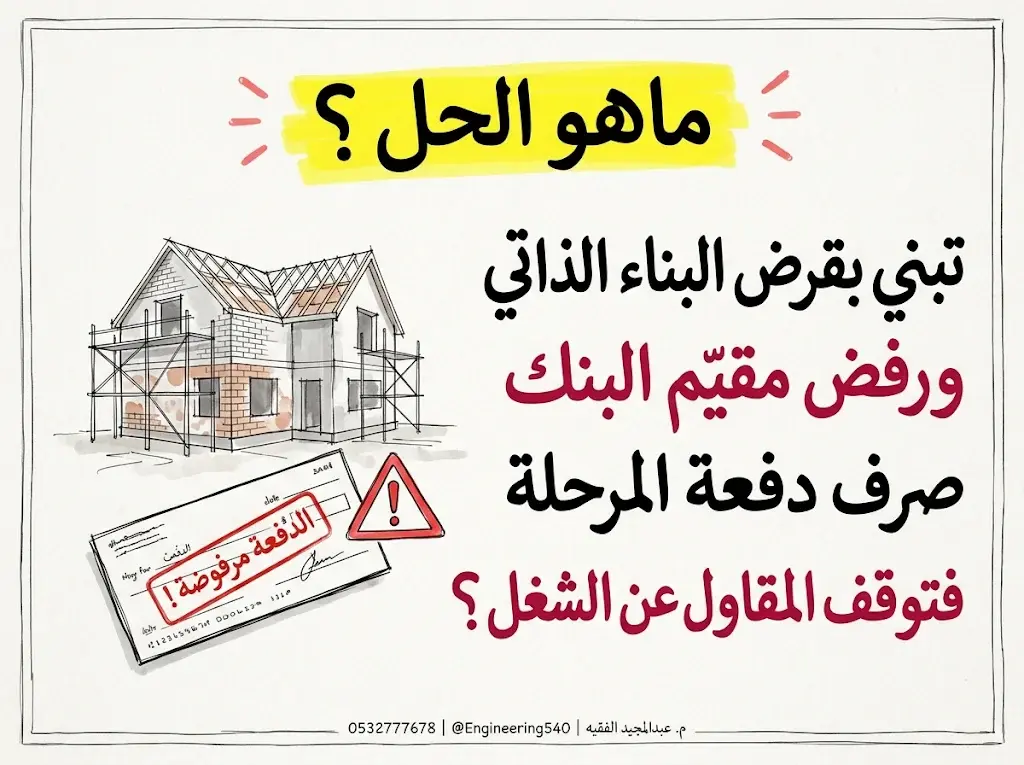 ماهو الحل ؟
تبني بقرض البناء الذاتي
ورفض مقيّم البنك
صرف دفعة المرحلة
فتوقف المقاول عن الشغل ؟
الدفعة مرفوضة !
م. عبدالمجيد الفقيه | @Engineering540 | 0532777678